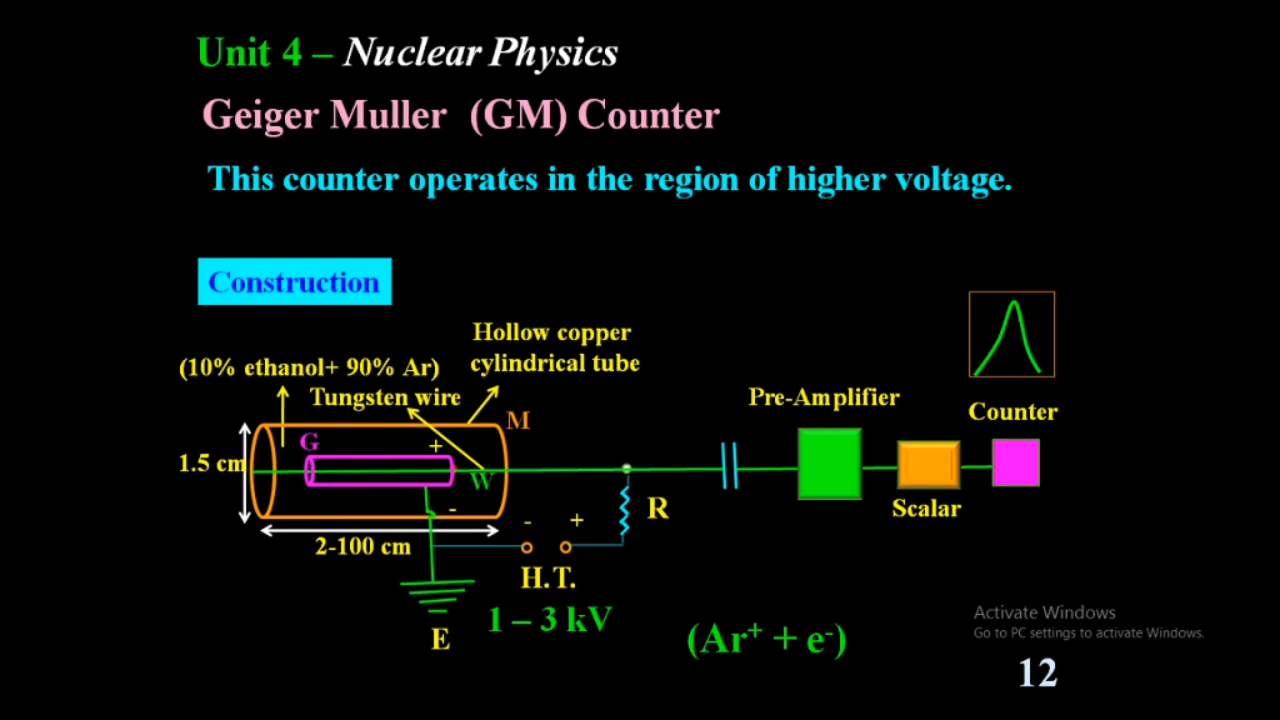 Unit 4 – Nuclear Physics
Geiger Muller (GM) Counter
This counter operates in the region of higher voltage.
Construction
Hollow copper
cylindrical tube
(10% ethanol+ 90% Ar)
Tungsten wire
Pre-Amplifier
Counter
M
G
+
1.5 cm
W
-
R
Scalar
- +
2-100 cm
H.T.
1 – 3 kV
E
(Ar⁺ + e⁻)
Activate Windows
Go to PC settings to activate Windows.
12